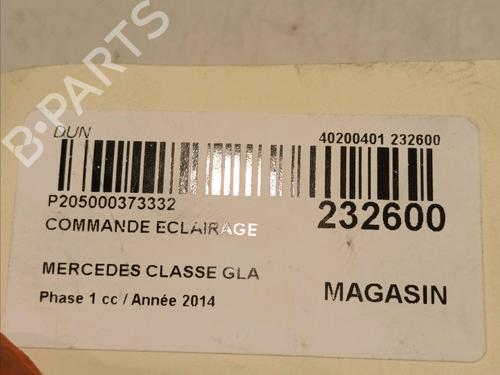 B-PARTS
DUN
40200401 232600
P205000373332
232600
COMMANDE ECLAIRAGE
MERCEDES CLASSE GLA
Phase 1 cc / Année 2014
MAGASIN